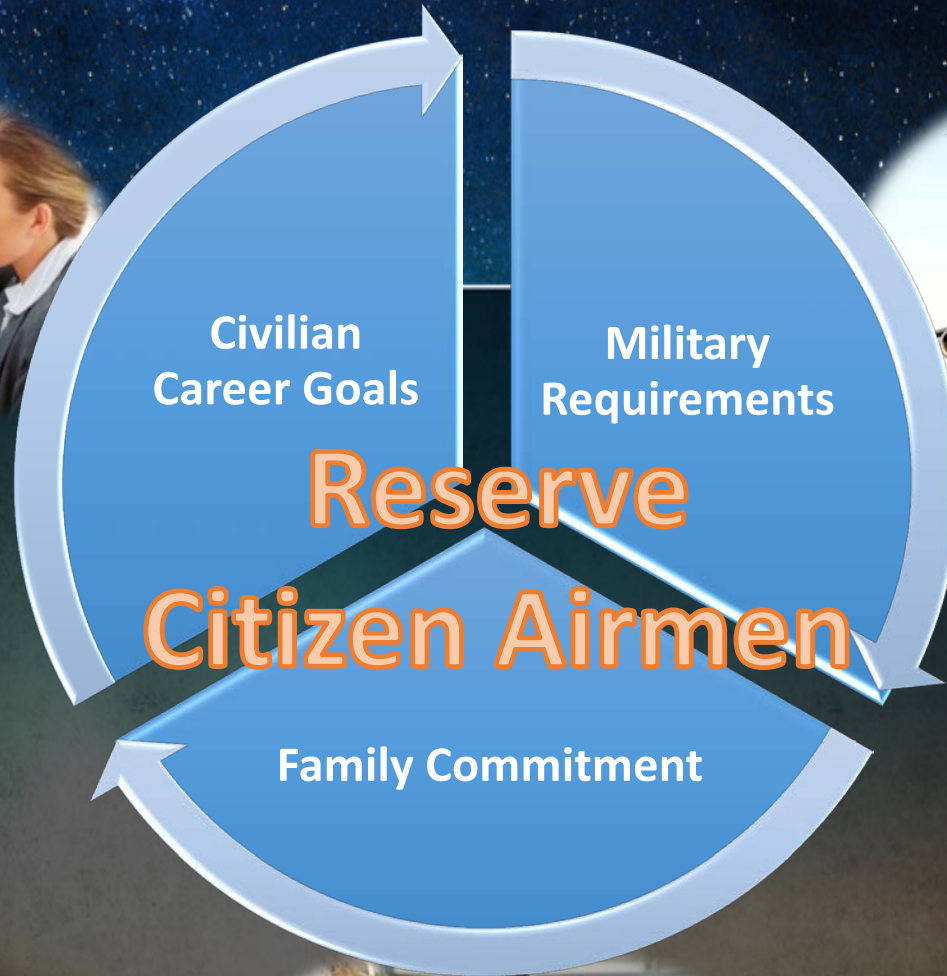 Civilian
Career Goals
Military
Requirements
Reserve
Citizen Airmen
Family Commitment